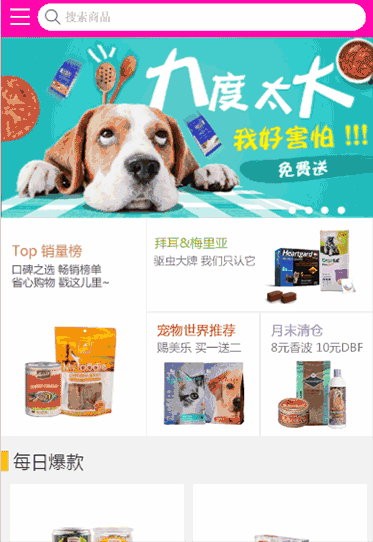 搜索商品
力度太大
我好害怕 !!!
免费送
Top 销量榜
口碑之选 畅销榜单
省心购物 戳这儿里~
拜耳&梅里亚
驱虫大牌 我们只认它
Heartgard
宠物世界推荐
赐美乐 买一送二
月末清仓
8元香波 10元DBF
每日爆款